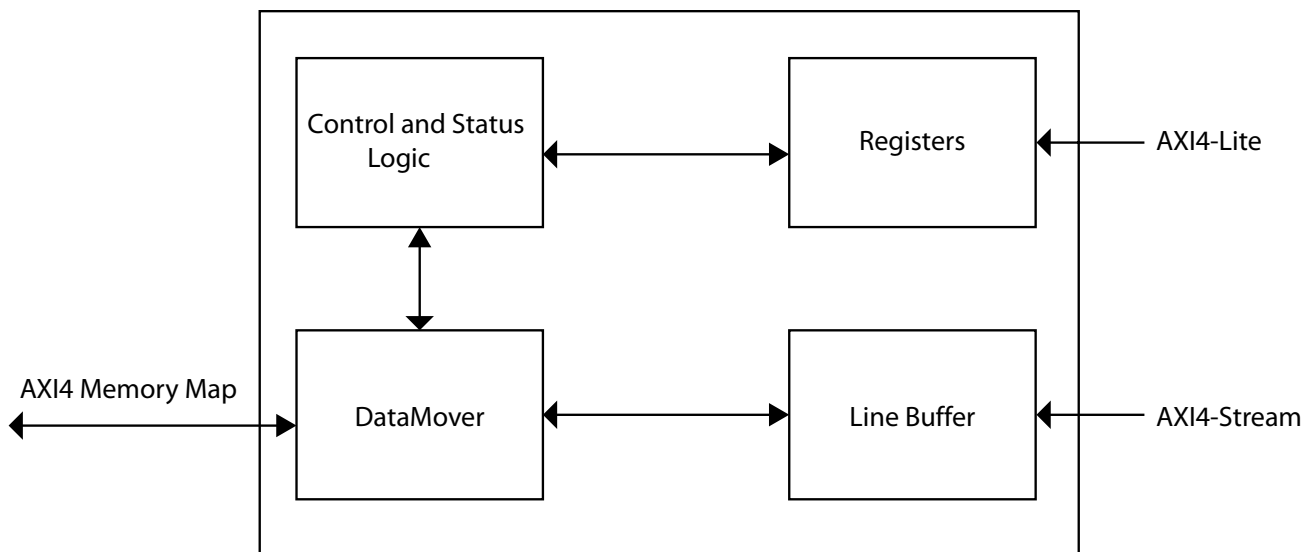 Control and Status
Logic
Registers
AXI4-Lite
AXI4 Memory Map
DataMover
Line Buffer
AXI4-Stream